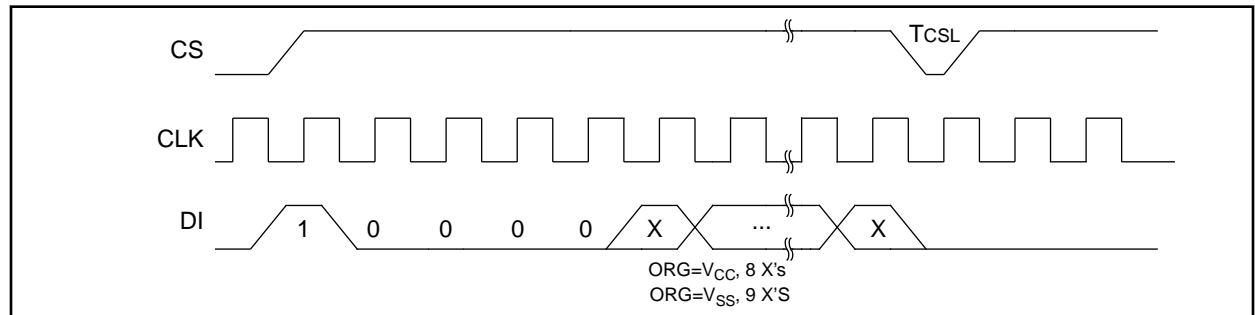 CS TCSL
CLK
DI 1 0 0 0 0 X ... X
ORG=VCC, 8 X's
ORG=VSS, 9 X'S